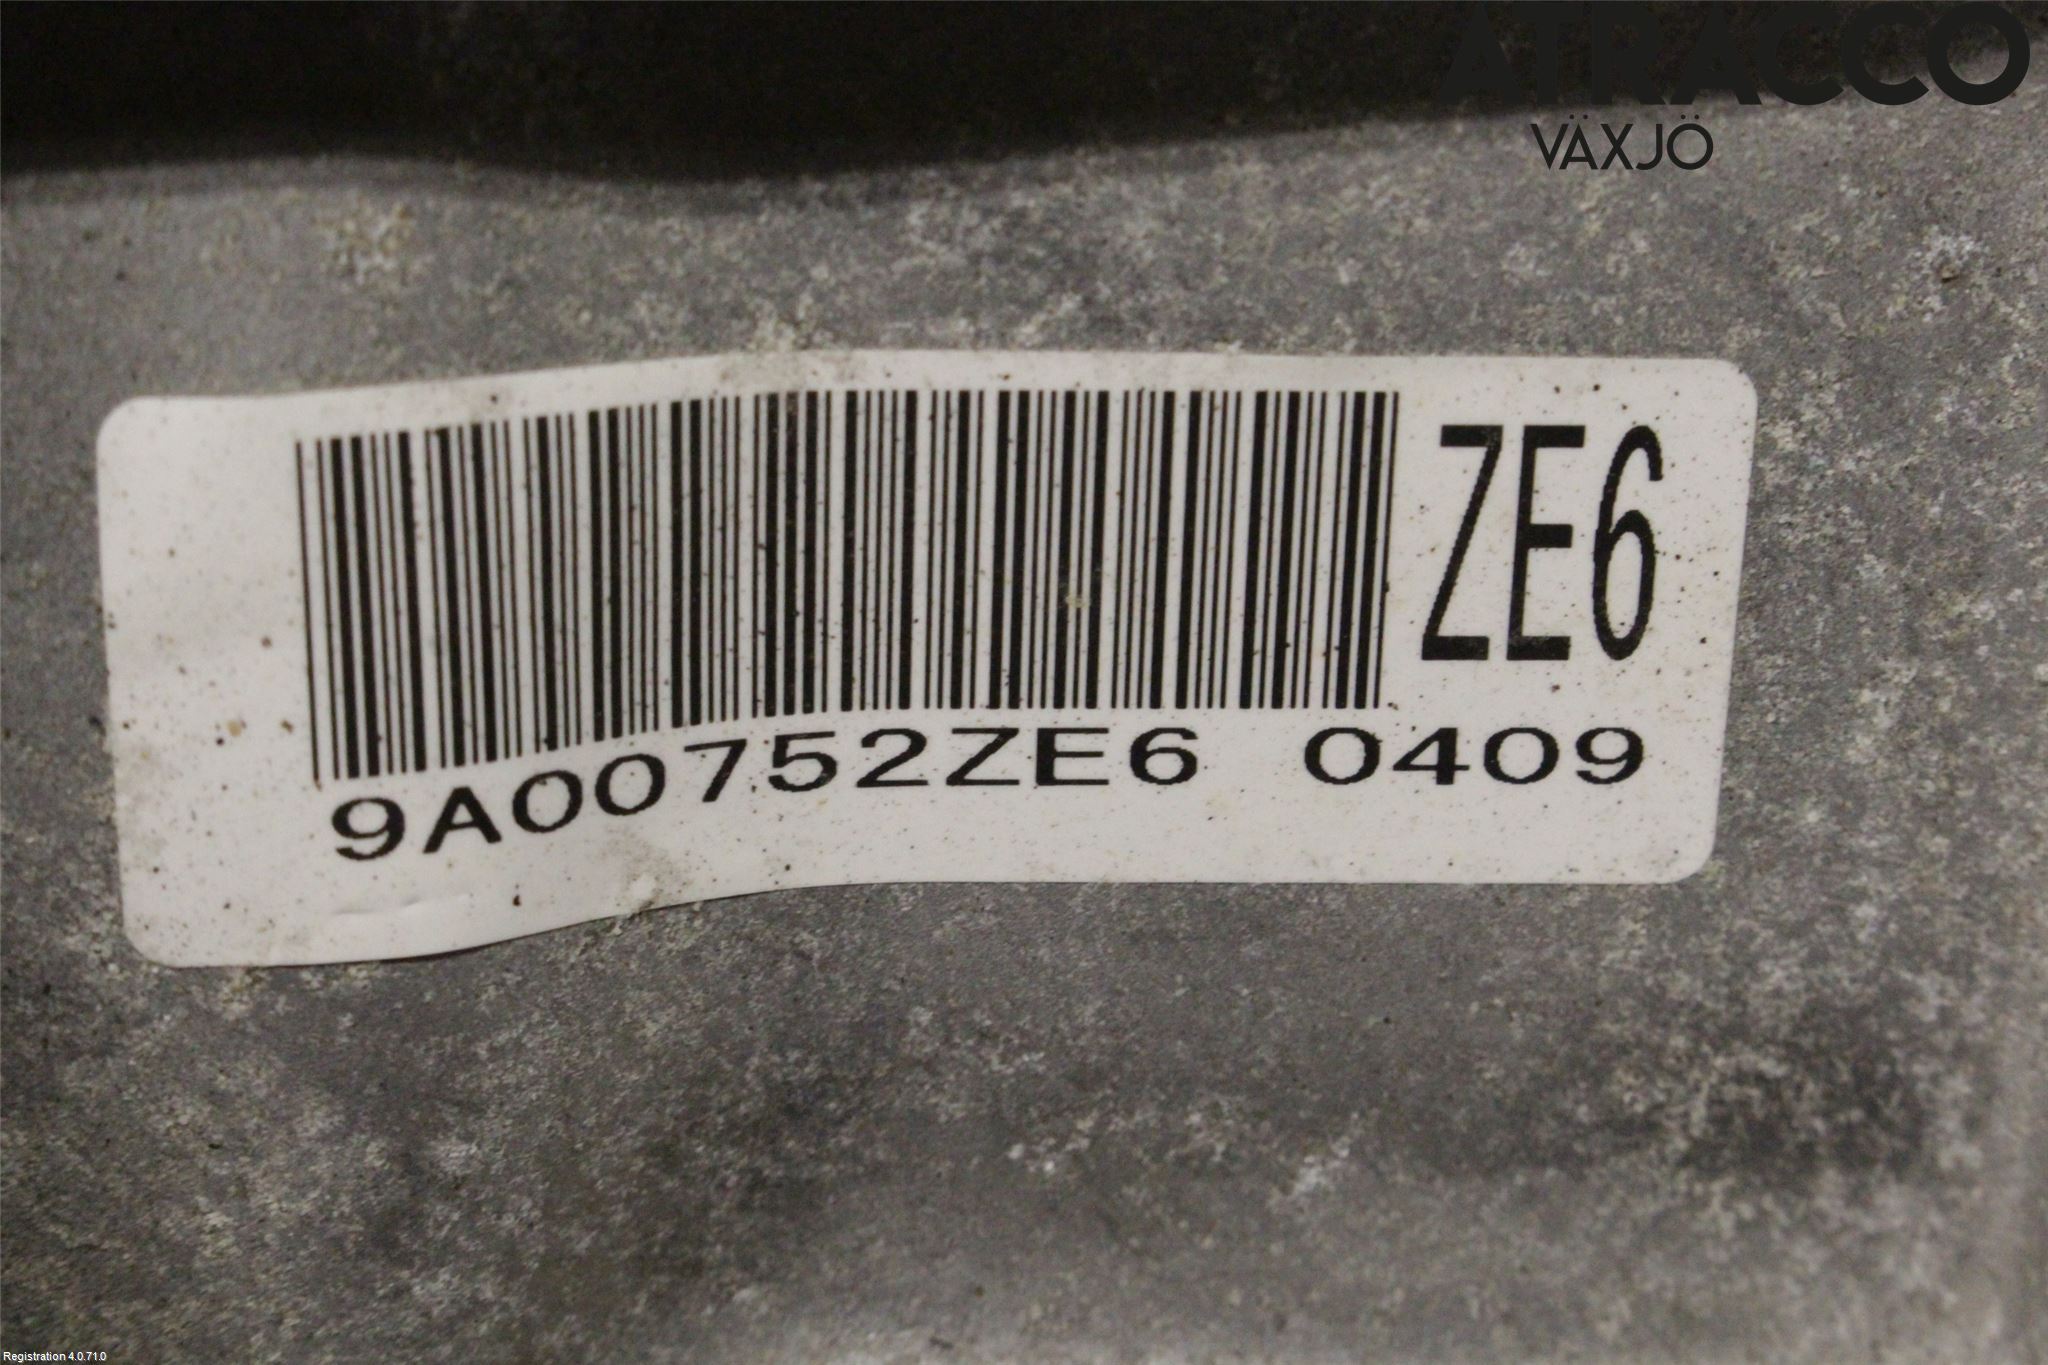 ATRACCO
VÄXJÖ
ZE6
9A00752ZE6 0409
Registration 4.0.71.0